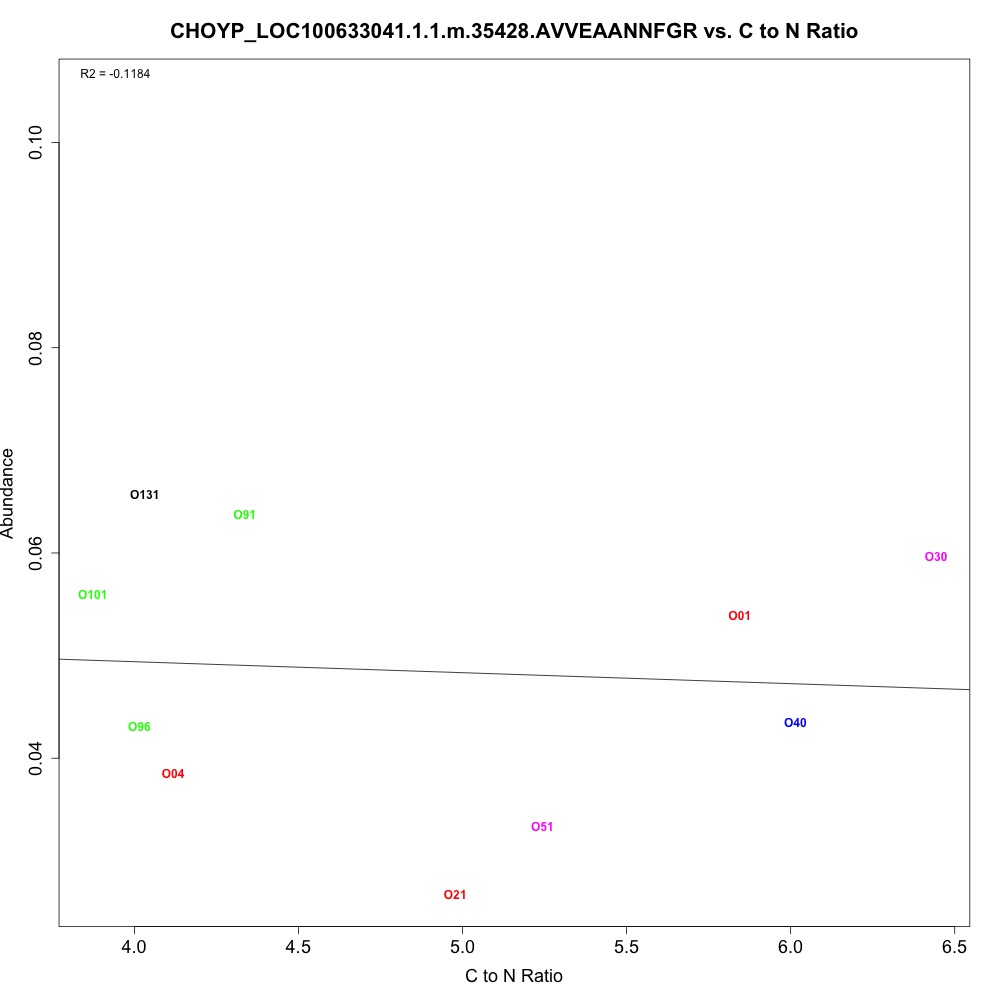 CHOYP_LOC100633041.1.1.m.35428.AVVEAANNFGR vs. C to N Ratio
R2 = -0.1184
0.10
0.08
Abundance
O131
O91
0.06
O30
O101
O01
O96
O40
0.04
O04
O51
O21
4.0 4.5 5.0 5.5 6.0 6.5
C to N Ratio